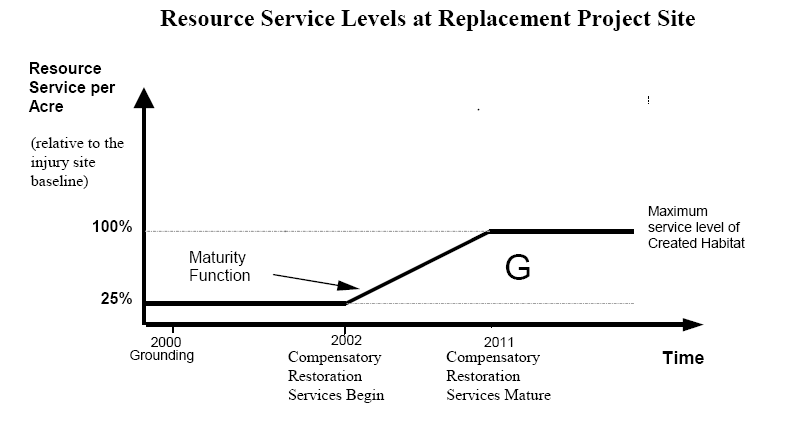 Resource Service Levels at Replacement Project Site
Resource
Service per
Acre
(relative to the
injury site
baseline)
100%
Maximum
service level of
Created Habitat
Maturity
Function
G
25%
2000
Grounding
2002
Compensatory
Restoration
Services Begin
2011
Compensatory
Restoration
Services Mature
Time